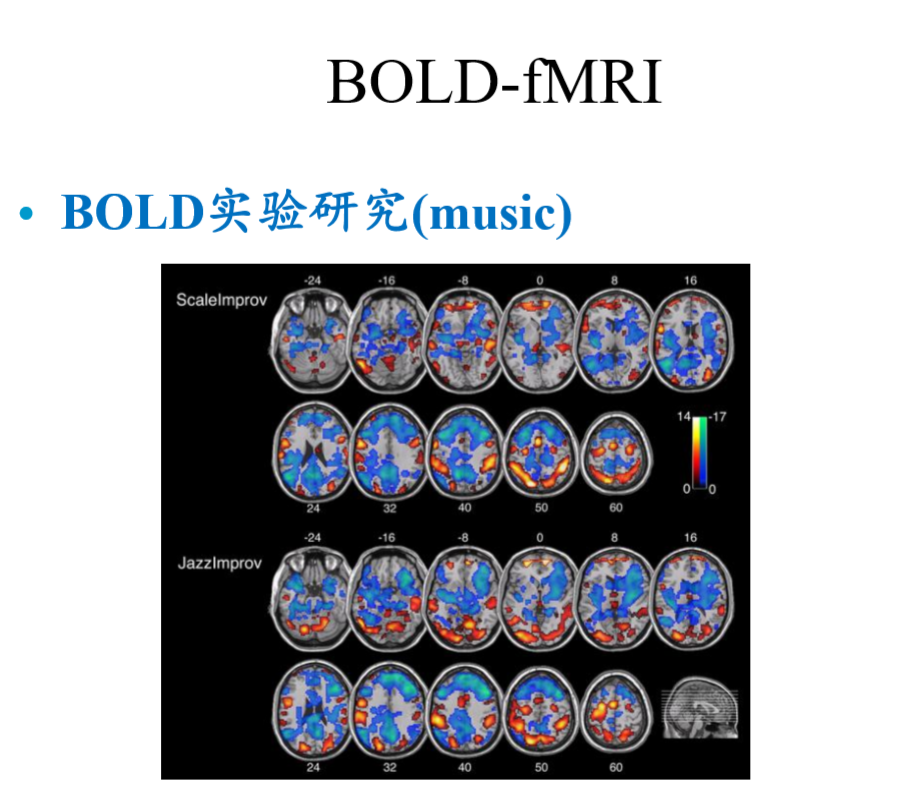 BOLD-fMRI
• BOLD实验研究(music)
-24 -16 -8 0 8 16
ScaleImprov
14 -17
0 0
24 32 40 50 60
-24 -16 -8 0 8 16
JazzImprov
24 32 40 50 60